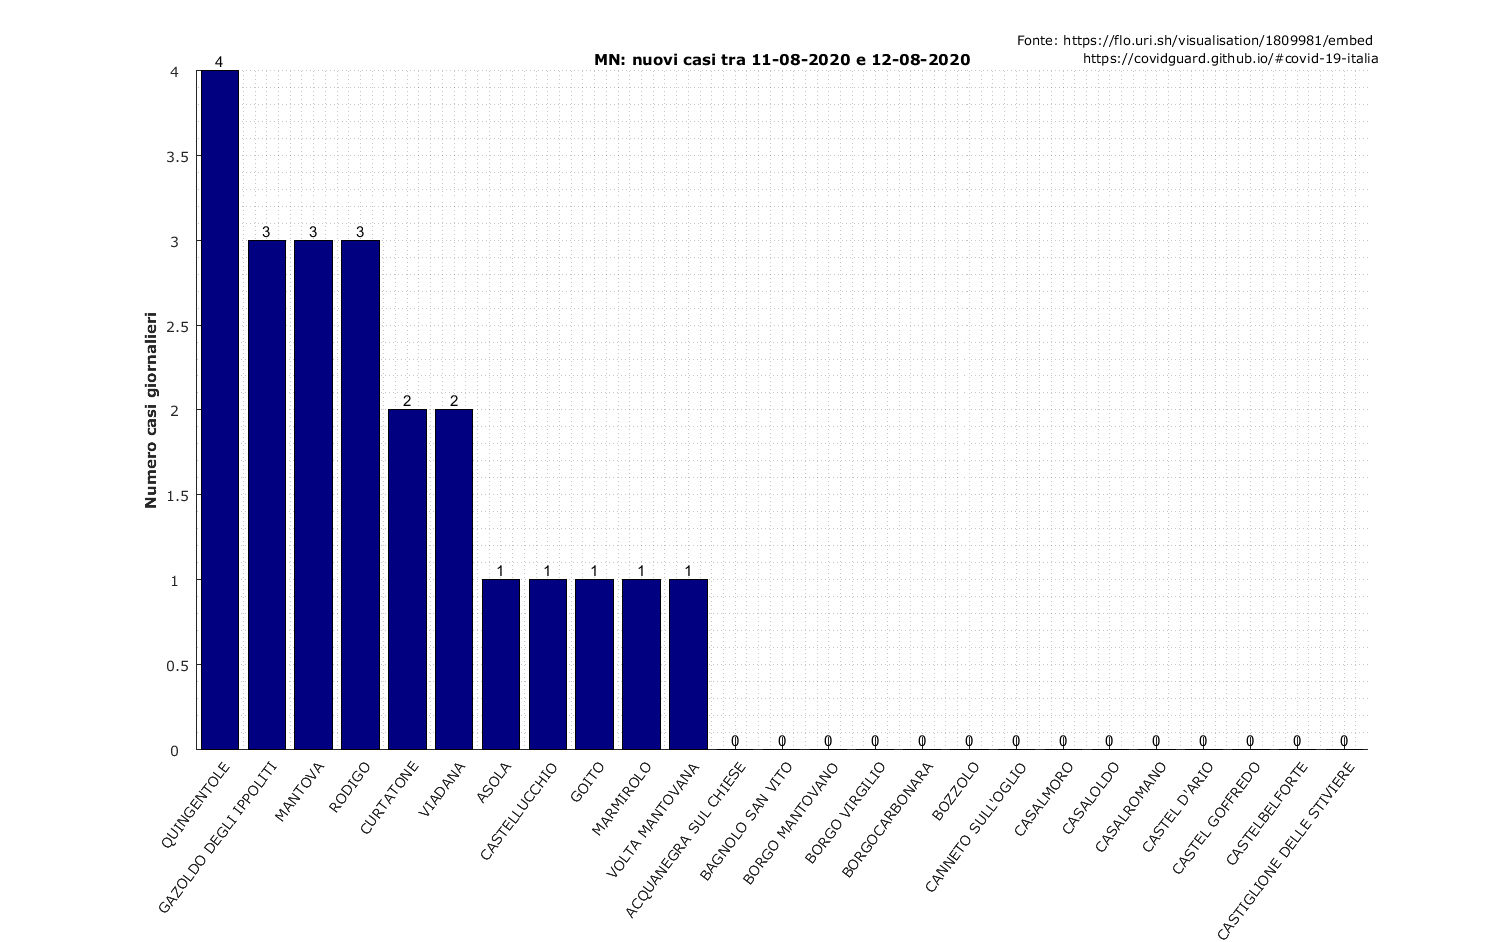 Fonte: https://flo.uri.sh/visualisation/1809981/embed
https://covidguard.github.io/#covid-19-italia
MN: nuovi casi tra 11-08-2020 e 12-08-2020
Numero casi giornalieri
4
3.5
3
2.5
2
1.5
1
0.5
0
4
3
3
3
2
2
1
1
1
1
1
0
0
0
0
0
0
0
0
0
0
0
0
0
0
QUINGENTOLE
GAZOLDO DEGLI IPPOLITI
MANTOVA
RODIGO
CURTATONE
VIADANA
ASOLA
CASTELLUCCHIO
GOITO
MARMIROLO
VOLTA MANTOVANA
ACQUANEGRA SUL CHIESE
BAGNOLO SAN VITO
BORGO MANTOVANO
BORGO VIRGILIO
BORGOCARBONARA
BOZZOLO
CANNETO SULL'OGLIO
CASALMORO
CASALOLDO
CASALROMANO
CASTEL D'ARIO
CASTEL GOFFREDO
CASTELBELFORTE
CASTIGLIONE DELLE STIVIERE